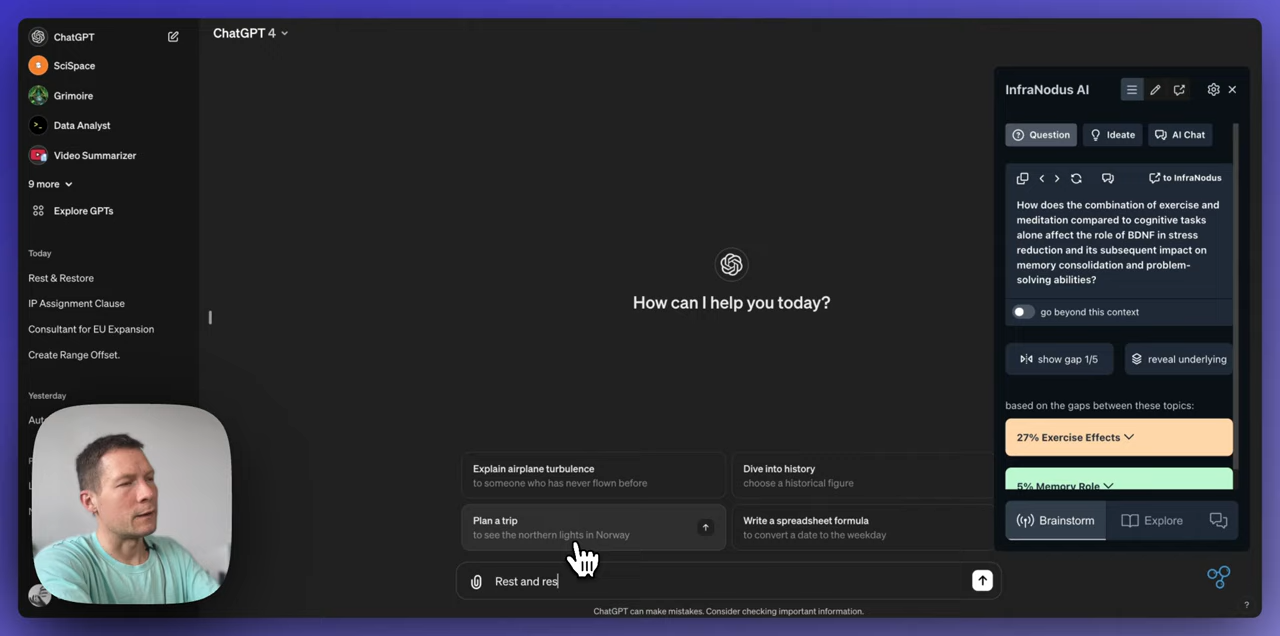 ChatGPT
SciSpace
Grimoire
Data Analyst
Video Summarizer
9 more
Explore GPTs
Today
Rest & Restore
IP Assignment Clause
Consultant for EU Expansion
Create Range Offset.
Yesterday
ChatGPT 4
How can I help you today?
Explain airplane turbulence
to someone who has never flown before
Dive into history
choose a historical figure
Plan a trip
to see the northern lights in Norway
Write a spreadsheet formula
to convert a date to the weekday
Rest and res
ChatGPT can make mistakes. Consider checking important information.
InfraNodus AI
Question
Ideate
AI Chat
to InfraNodus
How does the combination of exercise and
meditation compared to cognitive tasks
alone affect the role of BDNF in stress
reduction and its subsequent impact on
memory consolidation and problem-
solving abilities?
go beyond this context
show gap 1/5
reveal underlying
based on the gaps between these topics:
27% Exercise Effects
5% Memory Role
Brainstorm
Explore
?